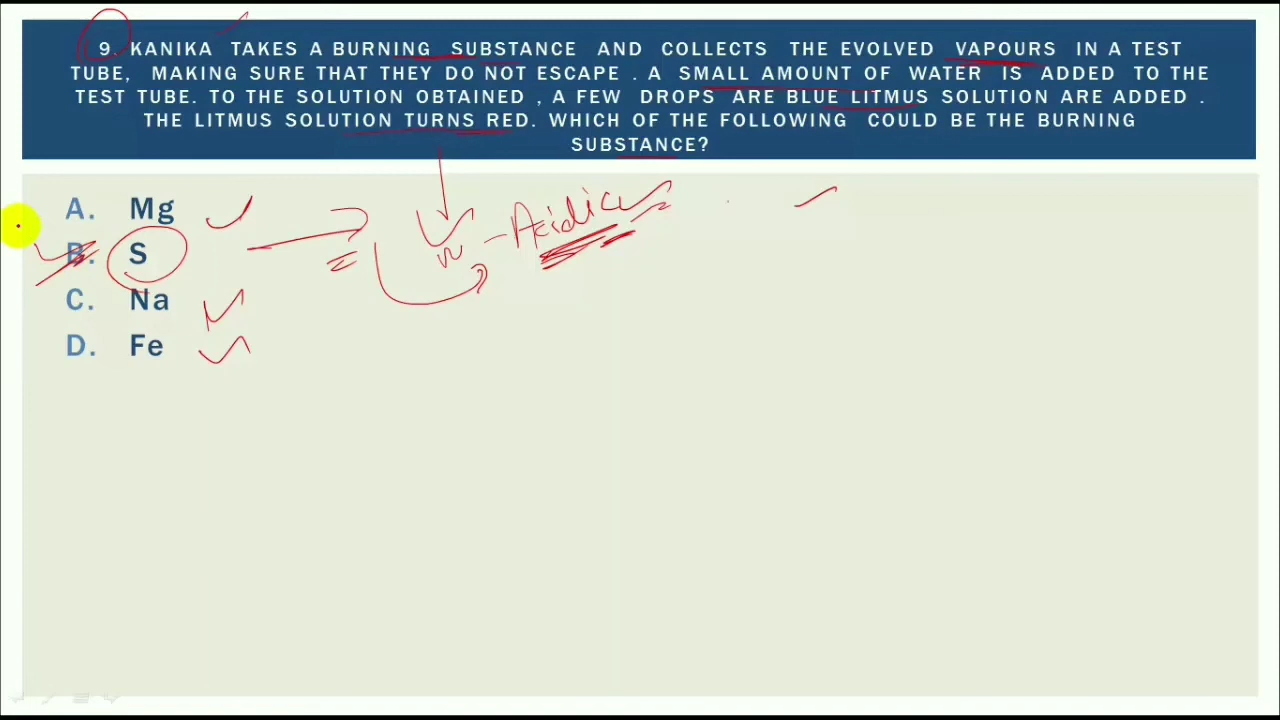 9. KANIKA TAKES A BURNING SUBSTANCE AND COLLECTS THE EVOLVED VAPOURS IN A TEST
TUBE, MAKING SURE THAT THEY DO NOT ESCAPE . A SMALL AMOUNT OF WATER IS ADDED TO THE
TEST TUBE. TO THE SOLUTION OBTAINED , A FEW DROPS ARE BLUE LITMUS SOLUTION ARE ADDED .
THE LITMUS SOLUTION TURNS RED. WHICH OF THE FOLLOWING COULD BE THE BURNING
SUBSTANCE?
A. Mg
B. S
Acidic
C. Na
D. Fe